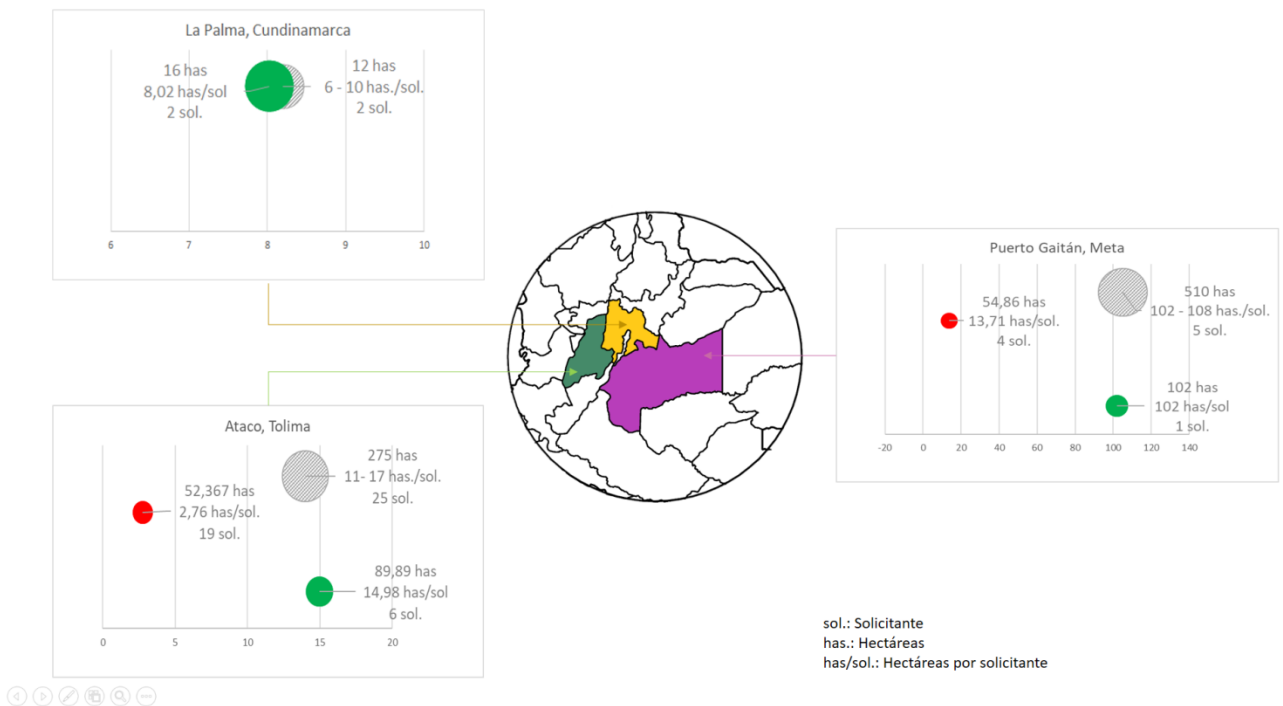 La Palma, Cundinamarca
16 has
8,02 has/sol
2 sol.
12 has
6 - 10 has./sol.
2 sol.
6 7 8 9 10
Puerto Gaitán, Meta
54,86 has
13,71 has/sol.
4 sol.
510 has
102 - 108 has./sol.
5 sol.
102 has
102 has/sol
1 sol.
-20 0 20 40 60 80 100 120 140
Ataco, Tolima
275 has
11- 17 has./sol.
25 sol.
52,367 has
2,76 has/sol.
19 sol.
89,89 has
14,98 has/sol
6 sol.
0 5 10 15 20
sol.: Solicitante
has.: Hectáreas
has/sol.: Hectáreas por solicitante